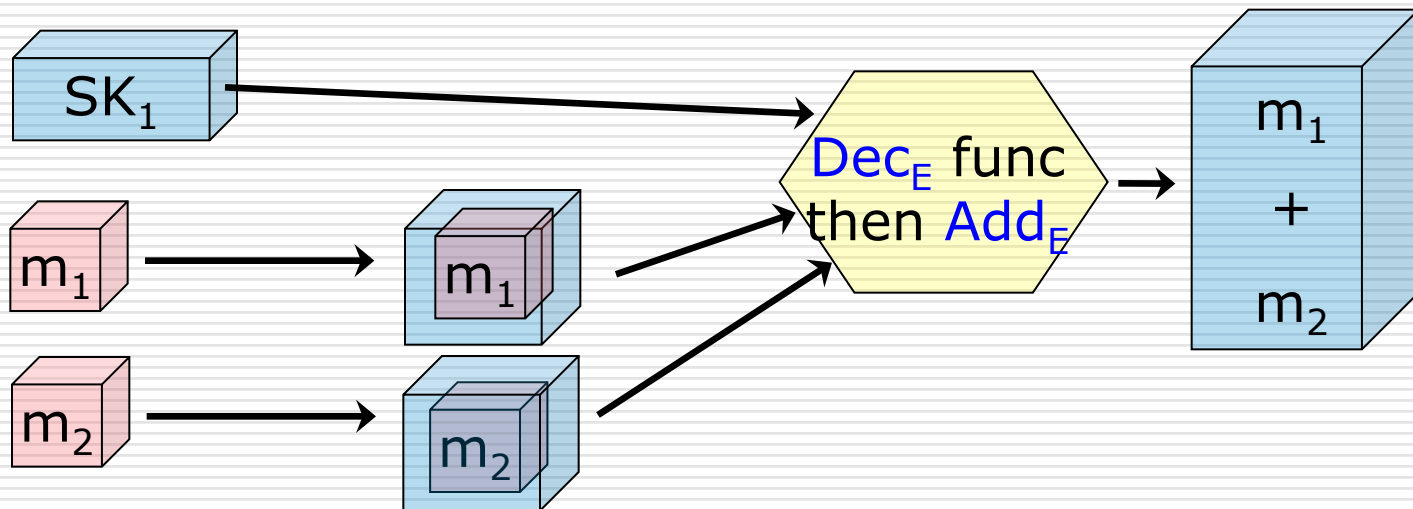 SK₁
m₁
m₁
m₂
m₂
Dec_E func
then Add_E
m₁
+
m₂